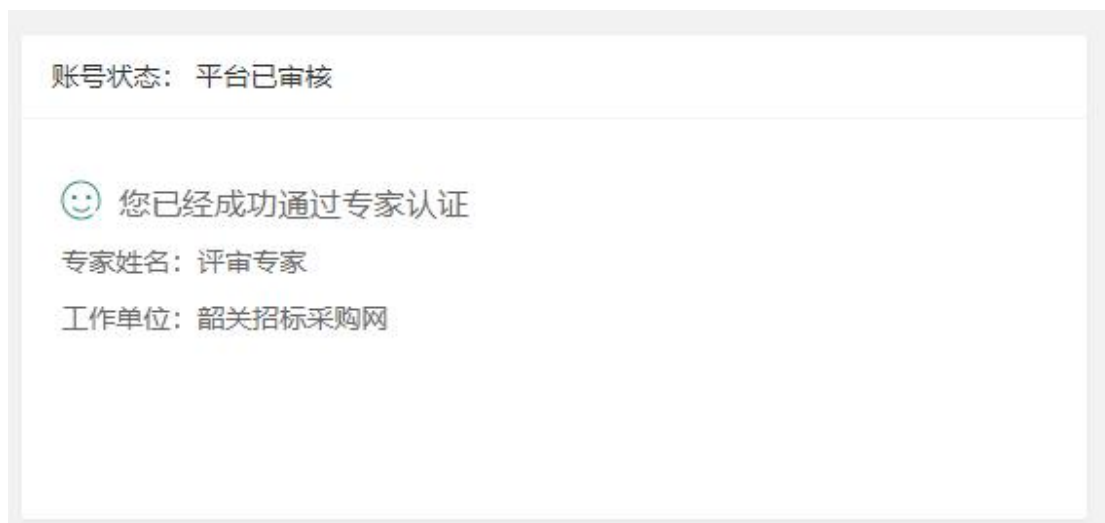 账号状态： 平台已审核
您已经成功通过专家认证
专家姓名：评审专家
工作单位：韶关招标采购网